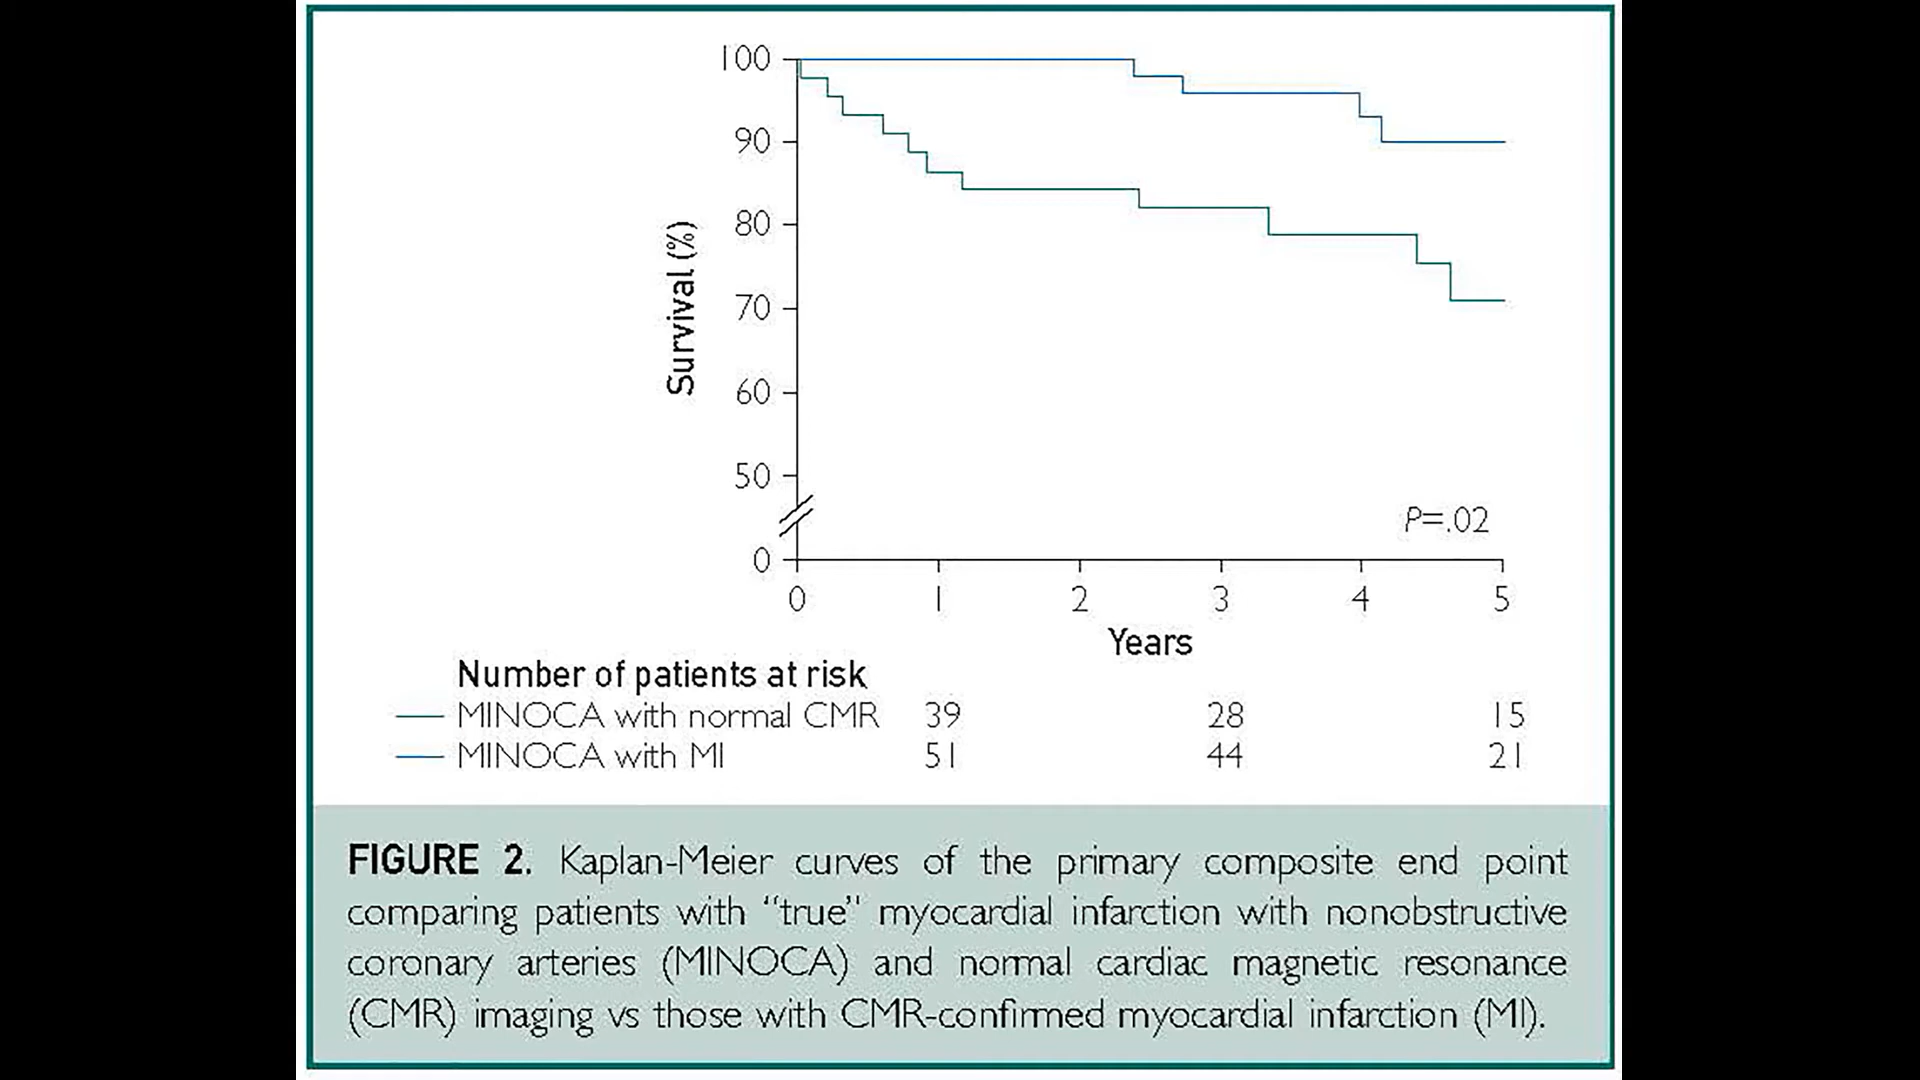 100
90
80
70
60
50
0
Survival (%)
P=.02
0 1 2 3 4 5
Years
Number of patients at risk
MINOCA with normal CMR 39 28 15
MINOCA with MI 51 44 21
FIGURE 2. Kaplan-Meier curves of the primary composite end point
comparing patients with “true” myocardial infarction with nonobstructive
coronary arteries (MINOCA) and normal cardiac magnetic resonance
(CMR) imaging vs those with CMR-confirmed myocardial infarction (MI).